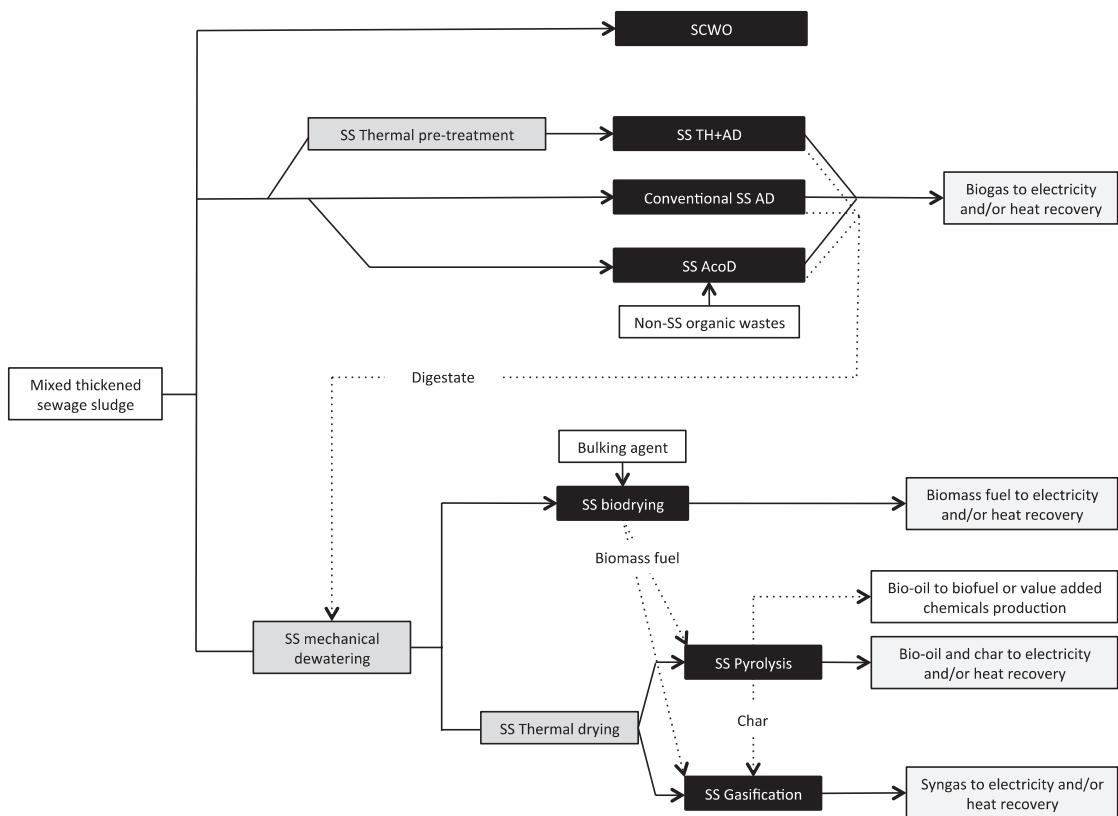 SCWO
SS Thermal pre-treatment
SS TH+AD
Conventional SS AD
Biogas to electricity
and/or heat recovery
SS AcoD
Non-SS organic wastes
Mixed thickened
sewage sludge
Digestate
Bulking agent
SS biodrying
Biomass fuel to electricity
and/or heat recovery
Biomass fuel
Bio-oil to biofuel or value added
chemicals production
SS mechanical
dewatering
SS Pyrolysis
Bio-oil and char to electricity
and/or heat recovery
SS Thermal drying
Char
SS Gasification
Syngas to electricity and/or
heat recovery